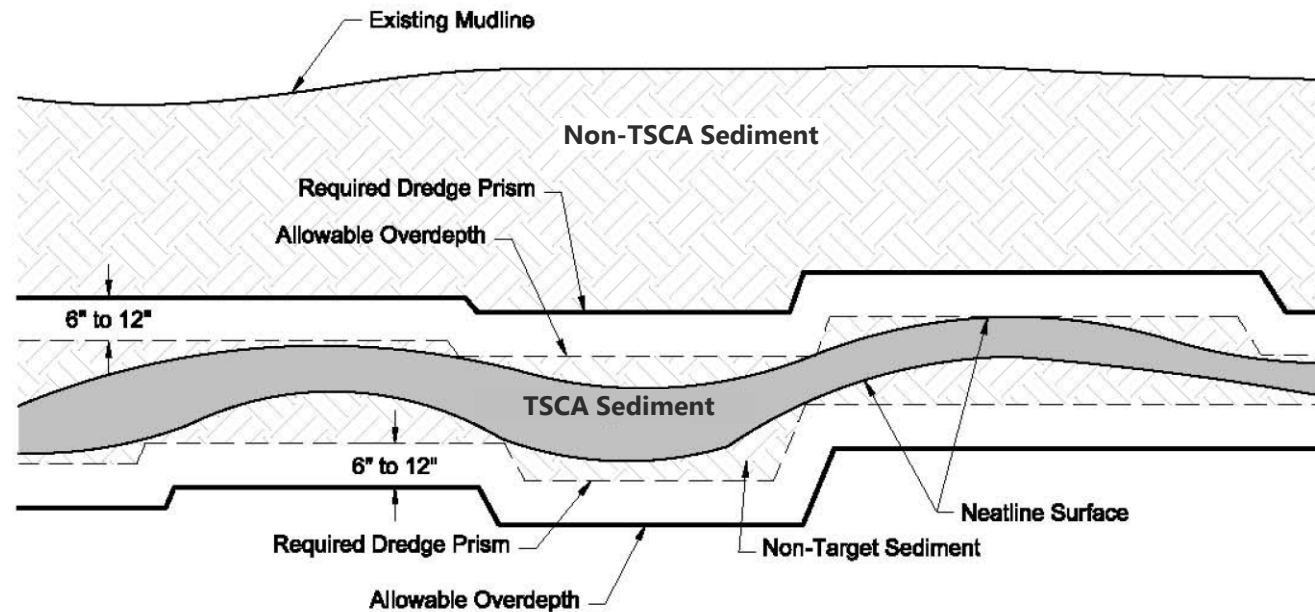 Existing Mudline
Non-TSCA Sediment
Required Dredge Prism
Allowable Overdepth
6" to 12"
TSCA Sediment
6" to 12"
Neatline Surface
Required Dredge Prism
Non-Target Sediment
Allowable Overdepth